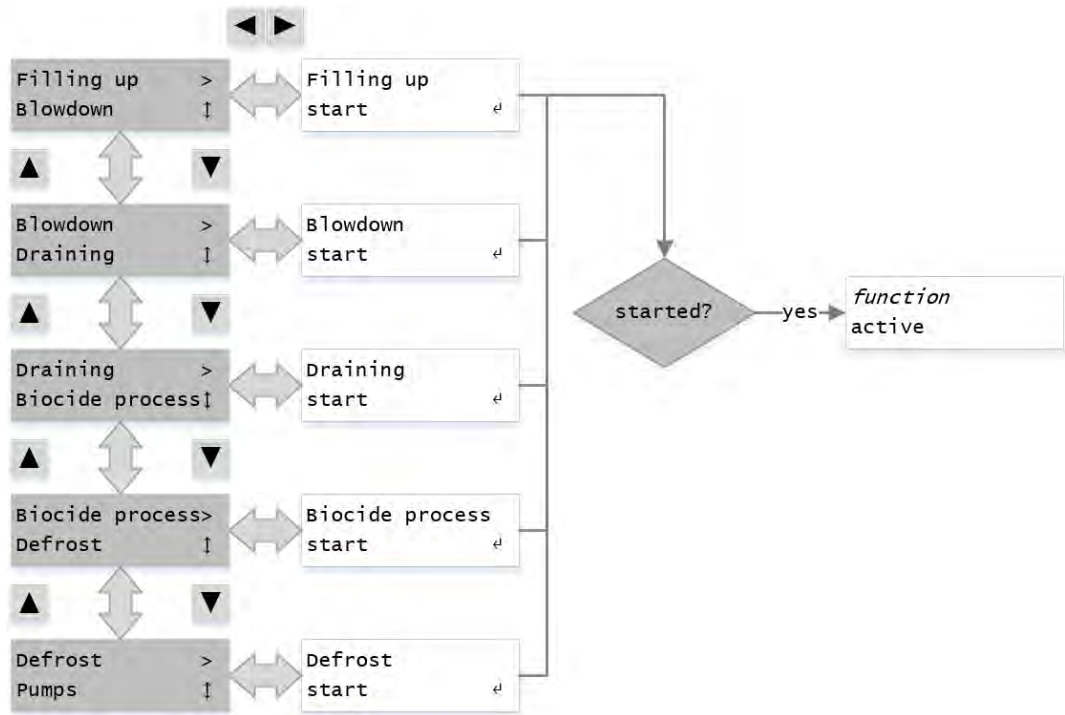 ◄ ►
Filling up >
Blowdown ↕
Filling up
start ↵
▲ ▼
Blowdown >
Draining ↕
Blowdown
start ↵
started?
yes
function
active
▲ ▼
Draining >
Biocide process↕
Draining
start ↵
▲ ▼
Biocide process>
Defrost ↕
Biocide process
start ↵
▲ ▼
Defrost >
Pumps ↕
Defrost
start ↵